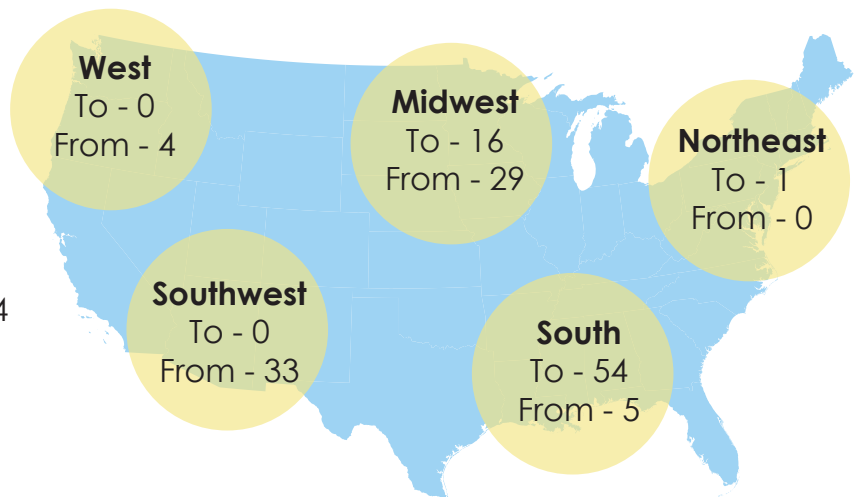 West
To - 0
From - 4
Midwest
To - 16
From - 29
Northeast
To - 1
From - 0
Southwest
To - 0
From - 33
4
South
To - 54
From - 5